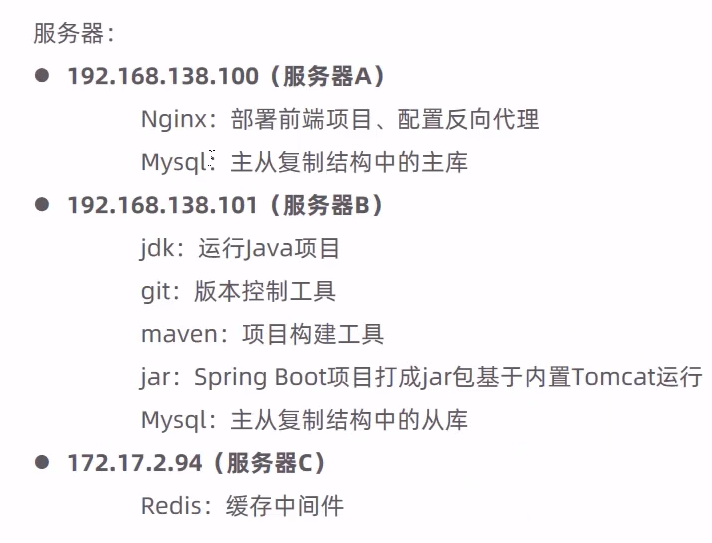 服务器：
● 192.168.138.100（服务器A）
Nginx：部署前端项目、配置反向代理
Mysql：主从复制结构中的主库
● 192.168.138.101（服务器B）
jdk：运行Java项目
git：版本控制工具
maven：项目构建工具
jar：Spring Boot项目打成jar包基于内置Tomcat运行
Mysql：主从复制结构中的从库
● 172.17.2.94（服务器C）
Redis：缓存中间件